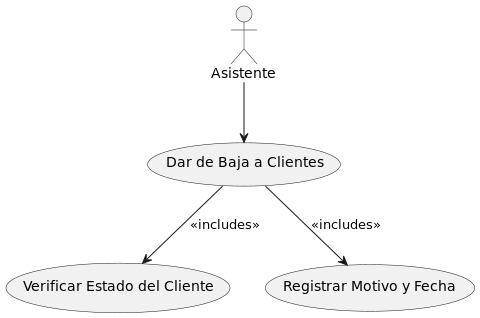 Asistente
Dar de Baja a Clientes
«includes»
«includes»
Verificar Estado del Cliente
Registrar Motivo y Fecha